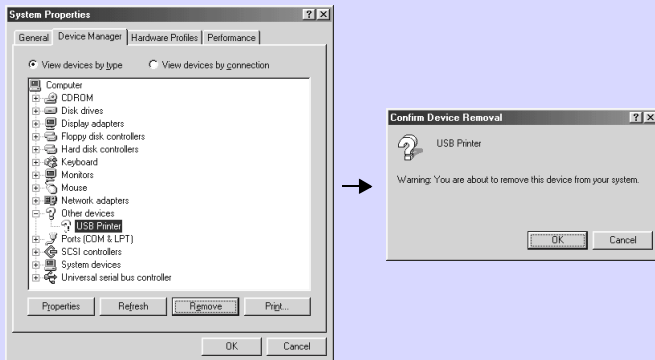 System Properties
General Device Manager Hardware Profiles Performance
View devices by type View devices by connection
Computer
CDROM
Disk drives
Display adapters
Floppy disk controllers
Hard disk controllers
Keyboard
Monitors
Mouse
Network adapters
Other devices
USB Printer
Ports (COM & LPT)
SCSI controllers
System devices
Universal serial bus controller
Properties Refresh Remove Print...
OK Cancel
Confirm Device Removal
USB Printer
Warning: You are about to remove this device from your system.
OK Cancel